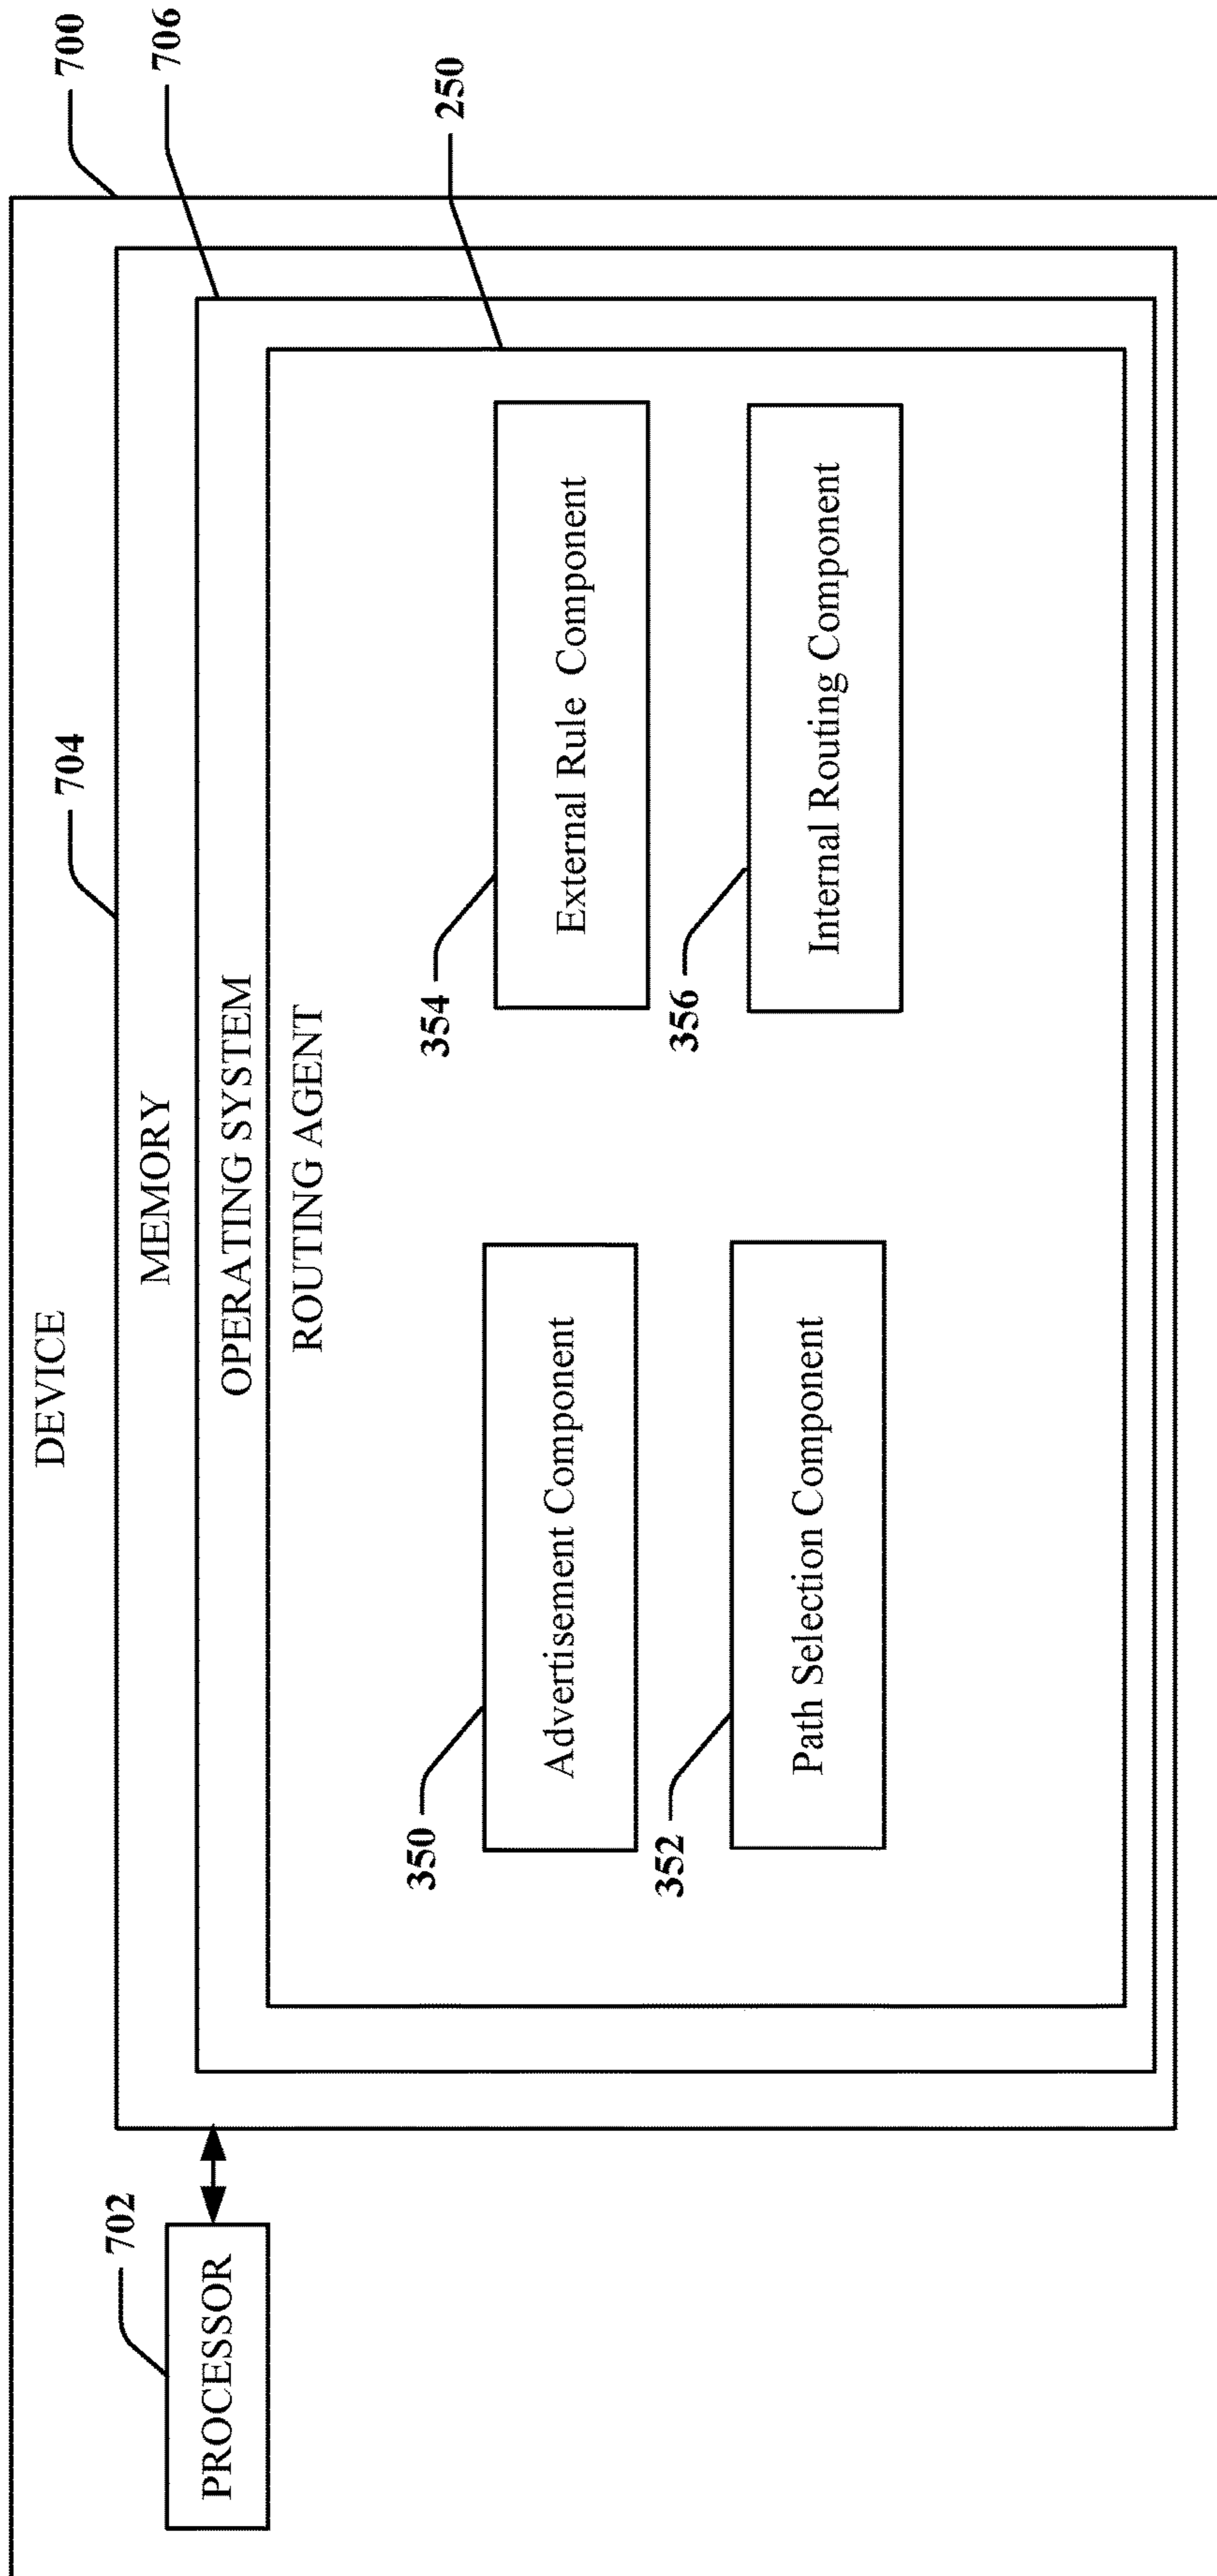 DEVICE
700
704
706
MEMORY
702
PROCESSOR
OPERATING SYSTEM
ROUTING AGENT
250
350
Advertisement Component
354
External Rule Component
352
Path Selection Component
356
Internal Routing Component